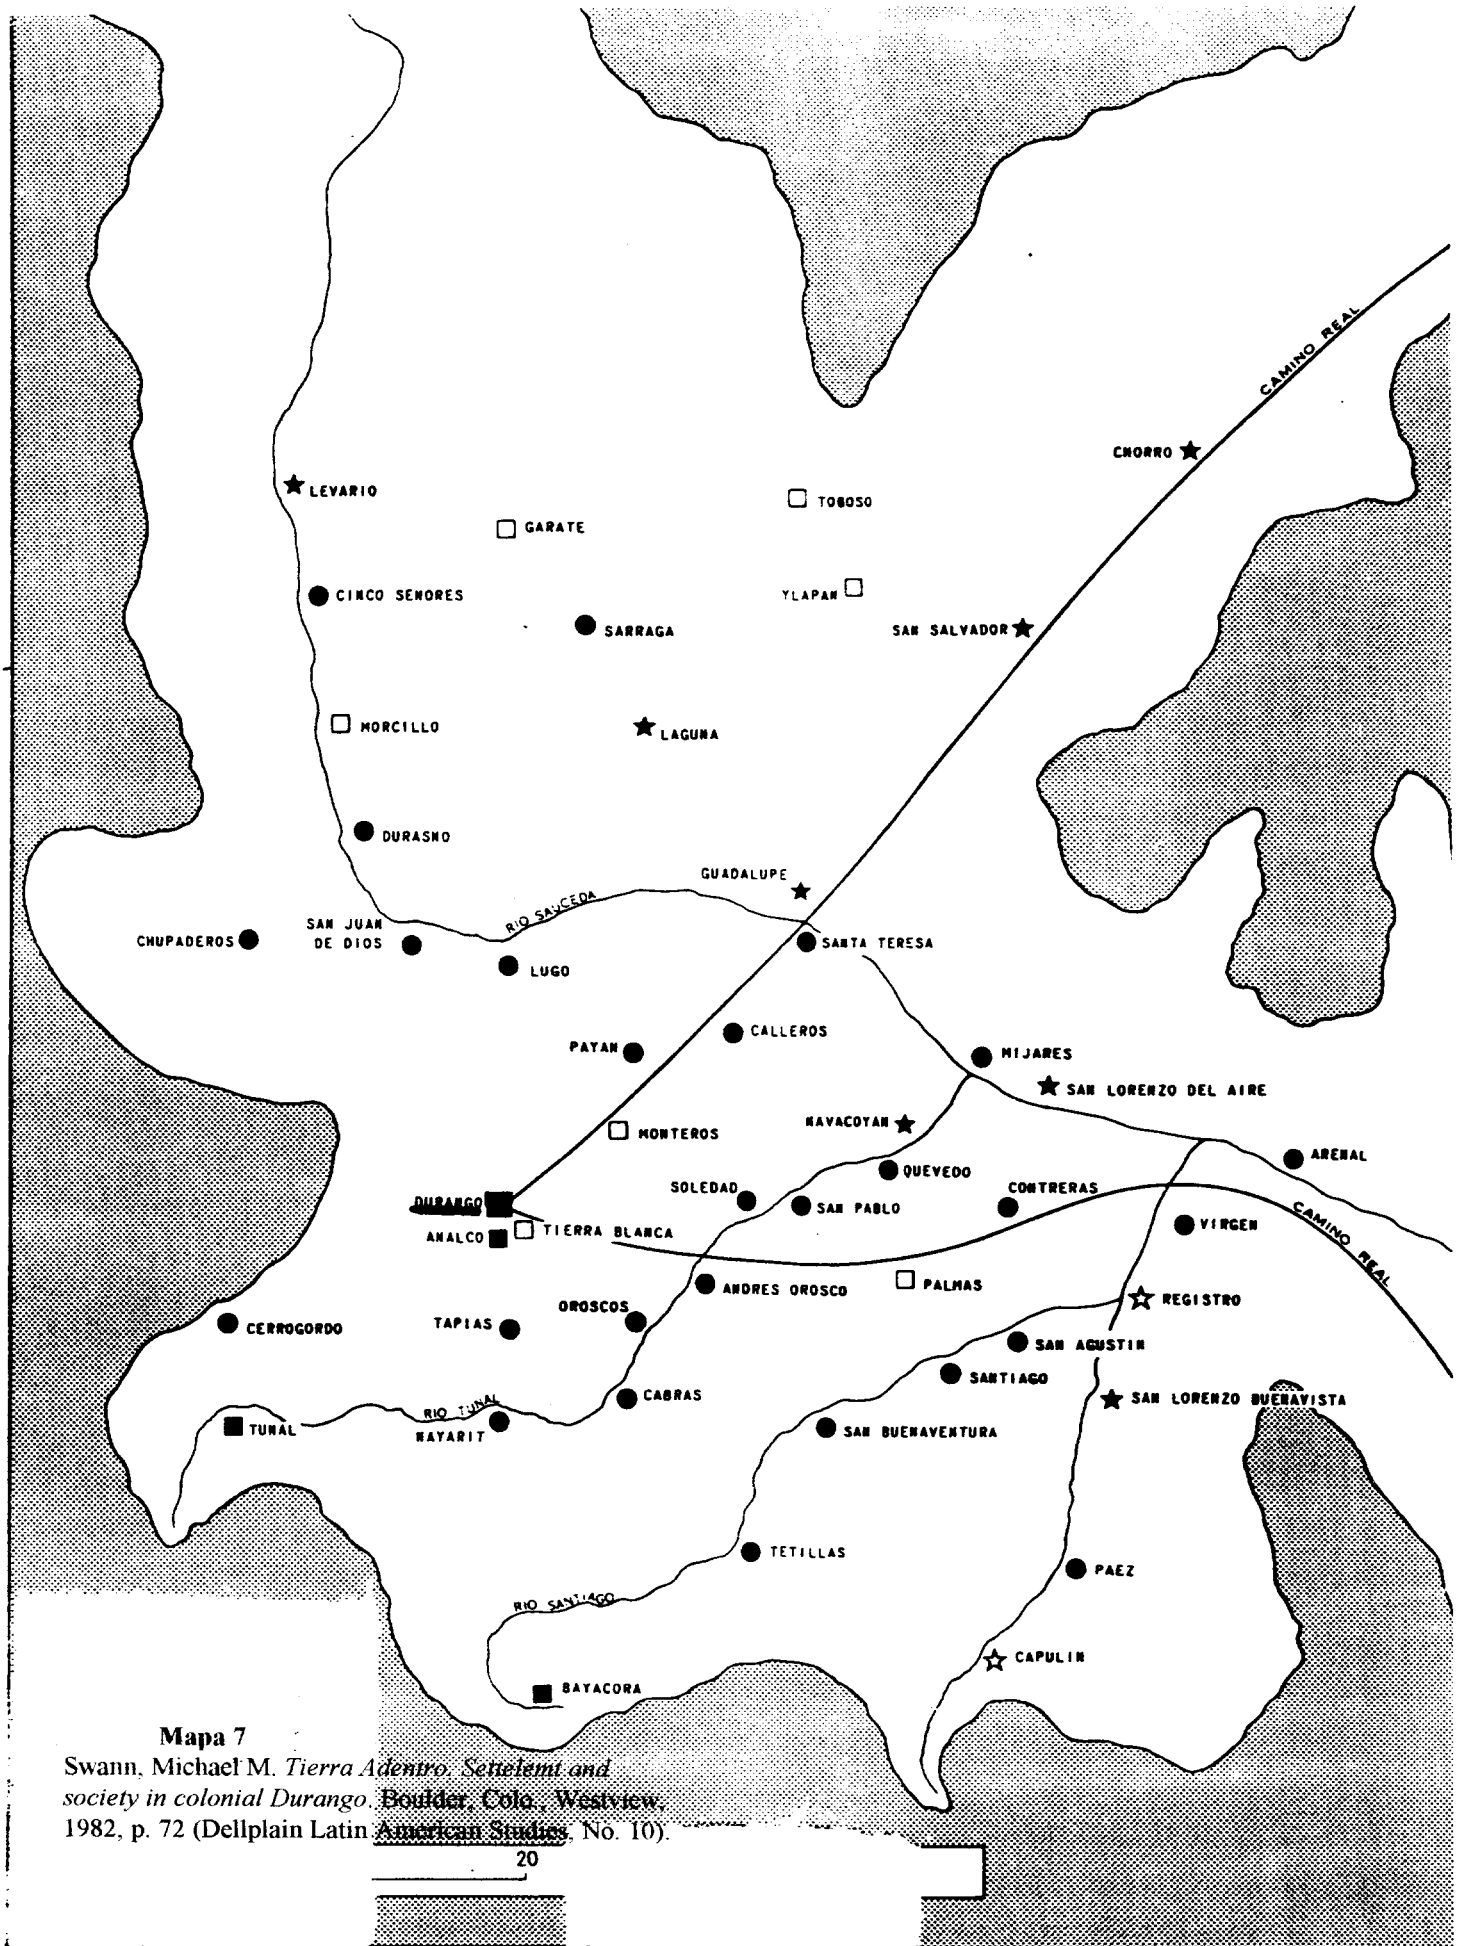 CAMINO REAL
CHORRO
LEVARIO
TOBOSO
GARATE
YLAPAN
CINCO SENORES
SARRAGA
SAN SALVADOR
MORCILLO
LAGUNA
DURASNO
GUADALUPE
RIO SAUCEDA
SAN JUAN
DE DIOS
CHUPADEROS
SANTA TERESA
LUGO
CALLEROS
PAYAN
MIJARES
SAN LORENZO DEL AIRE
NAVACOYAN
MONTEROS
ARENAL
QUEVEDO
SOLEDAD
CONTRERAS
DURANGO
SAN PABLO
VIRGEN
CAMINO REAL
TIERRA BLANCA
ANALCO
PALMAS
ANDRES OROSCO
REGISTRO
OROSCOS
TAPIAS
CERROGORDO
SAN AGUSTIN
SANTIAGO
CABRAS
SAN LORENZO BUENAVISTA
RIO TUNAL
TUNAL
NAYARIT
SAN BUENAVENTURA
TETILLAS
PAEZ
RIO SANTIAGO
CAPULIN
BAYACORA
Mapa 7
Swann, Michael M. Tierra Adentro. Settelemt and
society in colonial Durango. Boulder, Colo., Westview,
1982, p. 72 (Dellplain Latin American Studies, No. 10).
20